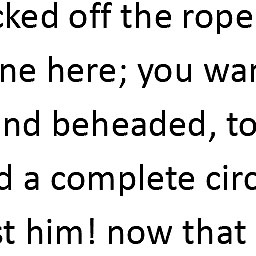 cked off the rope
ne here; you wan
nd beheaded, to
d a complete circ
st him! now that